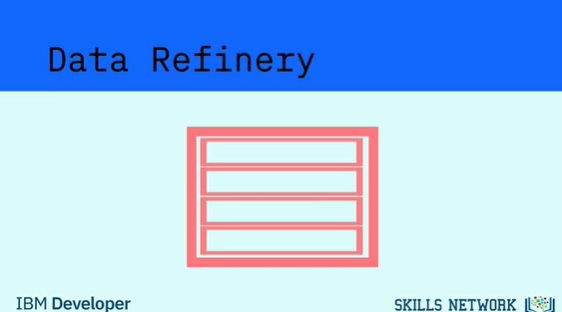 Data Refinery
IBM Developer
SKILLS NETWORK